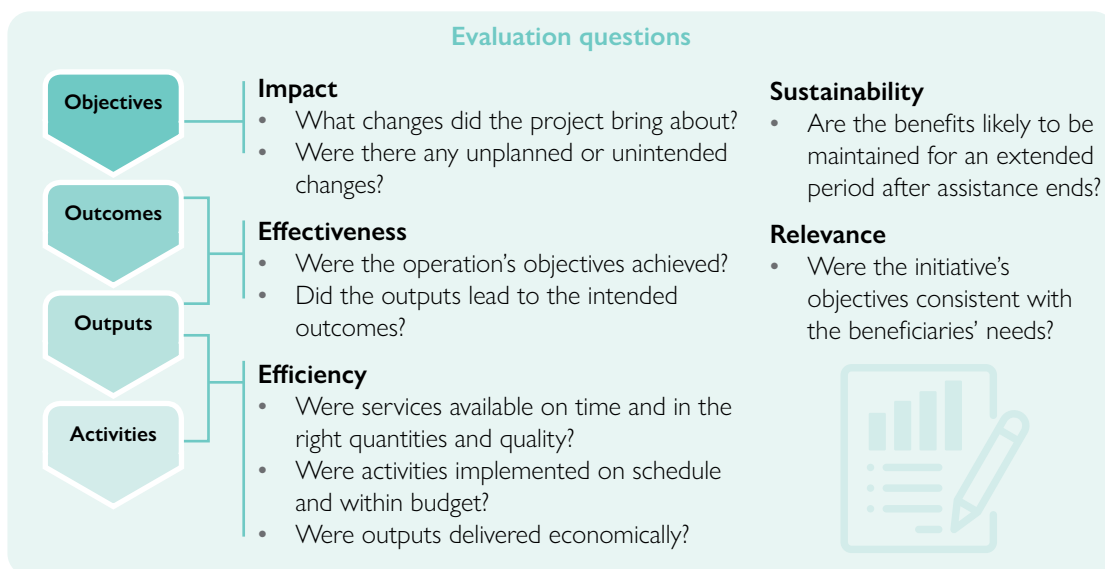 Evaluation questions
Objectives
Outcomes
Outputs
Activities
Impact
• What changes did the project bring about?
• Were there any unplanned or unintended
changes?
Effectiveness
• Were the operation’s objectives achieved?
• Did the outputs lead to the intended
outcomes?
Efficiency
• Were services available on time and in the
right quantities and quality?
• Were activities implemented on schedule
and within budget?
• Were outputs delivered economically?
Sustainability
• Are the benefits likely to be
maintained for an extended
period after assistance ends?
Relevance
• Were the initiative’s
objectives consistent with
the beneficiaries’ needs?